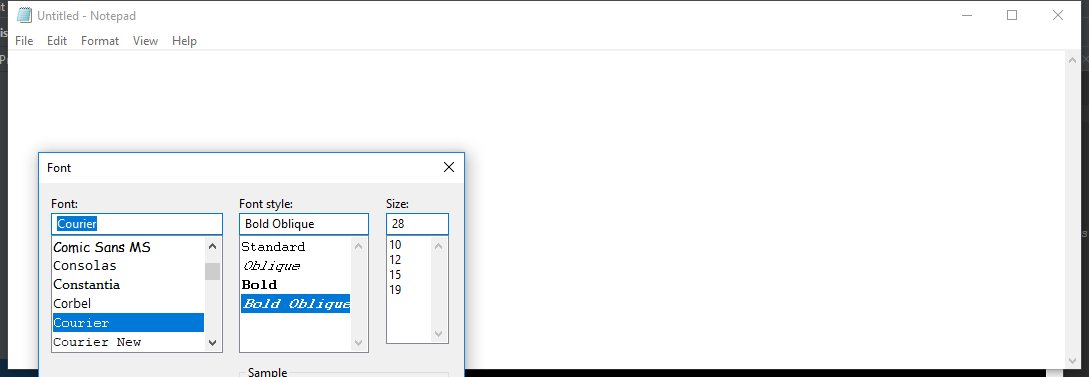 Untitled - Notepad
File Edit Format View Help
Font
Font: Font style: Size:
Courier Bold Oblique 28
Comic Sans MS
Consolas
Constantia
Corbel
Courier
Courier New
Standard
Oblique
Bold
Bold Oblique
10
12
15
19
Sample